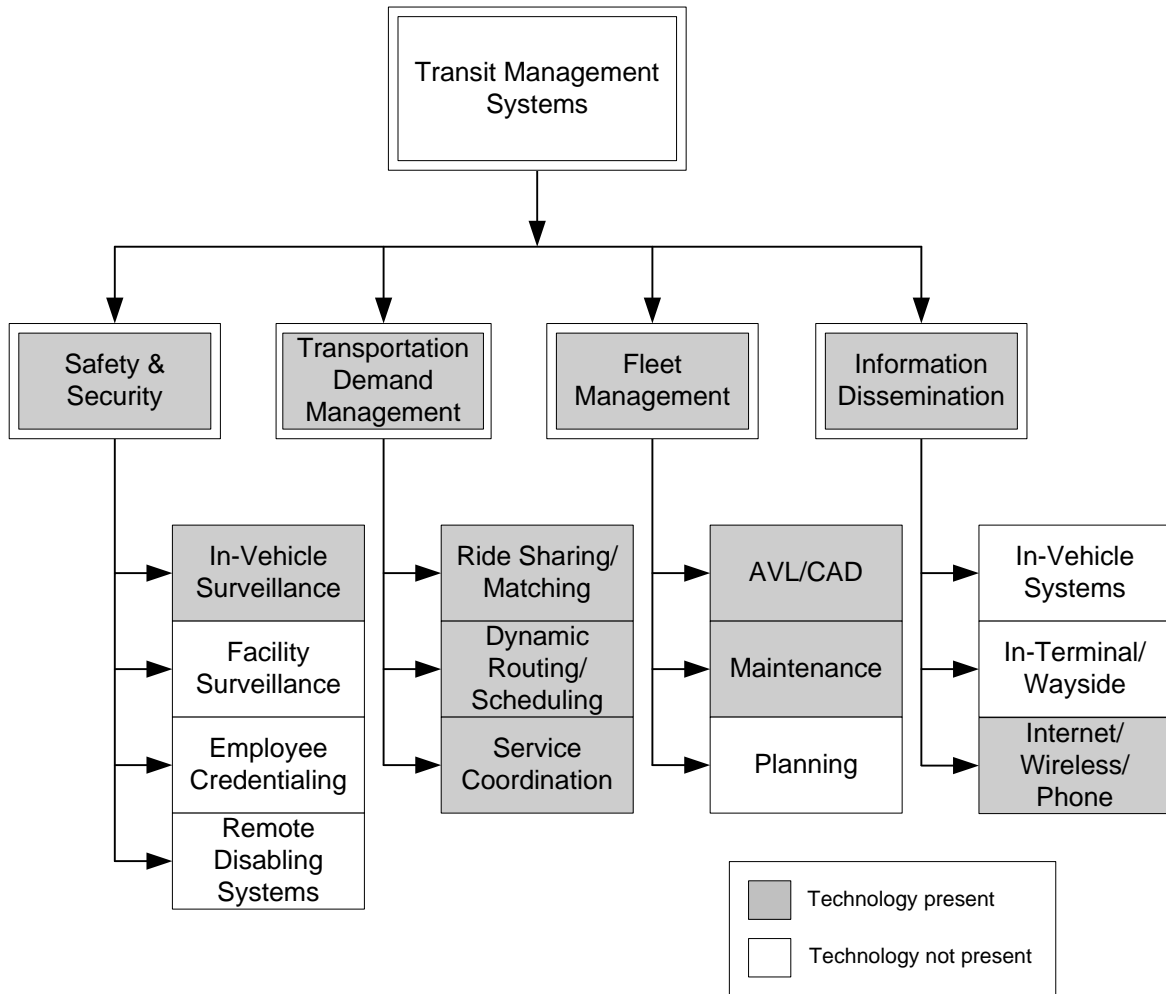 Transit Management
Systems
Safety &
Security
Transportation
Demand
Management
Fleet
Management
Information
Dissemination
In-Vehicle
Surveillance
Facility
Surveillance
Employee
Credentialing
Remote
Disabling
Systems
Ride Sharing/
Matching
Dynamic
Routing/
Scheduling
Service
Coordination
AVL/CAD
Maintenance
Planning
In-Vehicle
Systems
In-Terminal/
Wayside
Internet/
Wireless/
Phone
Technology present
Technology not present